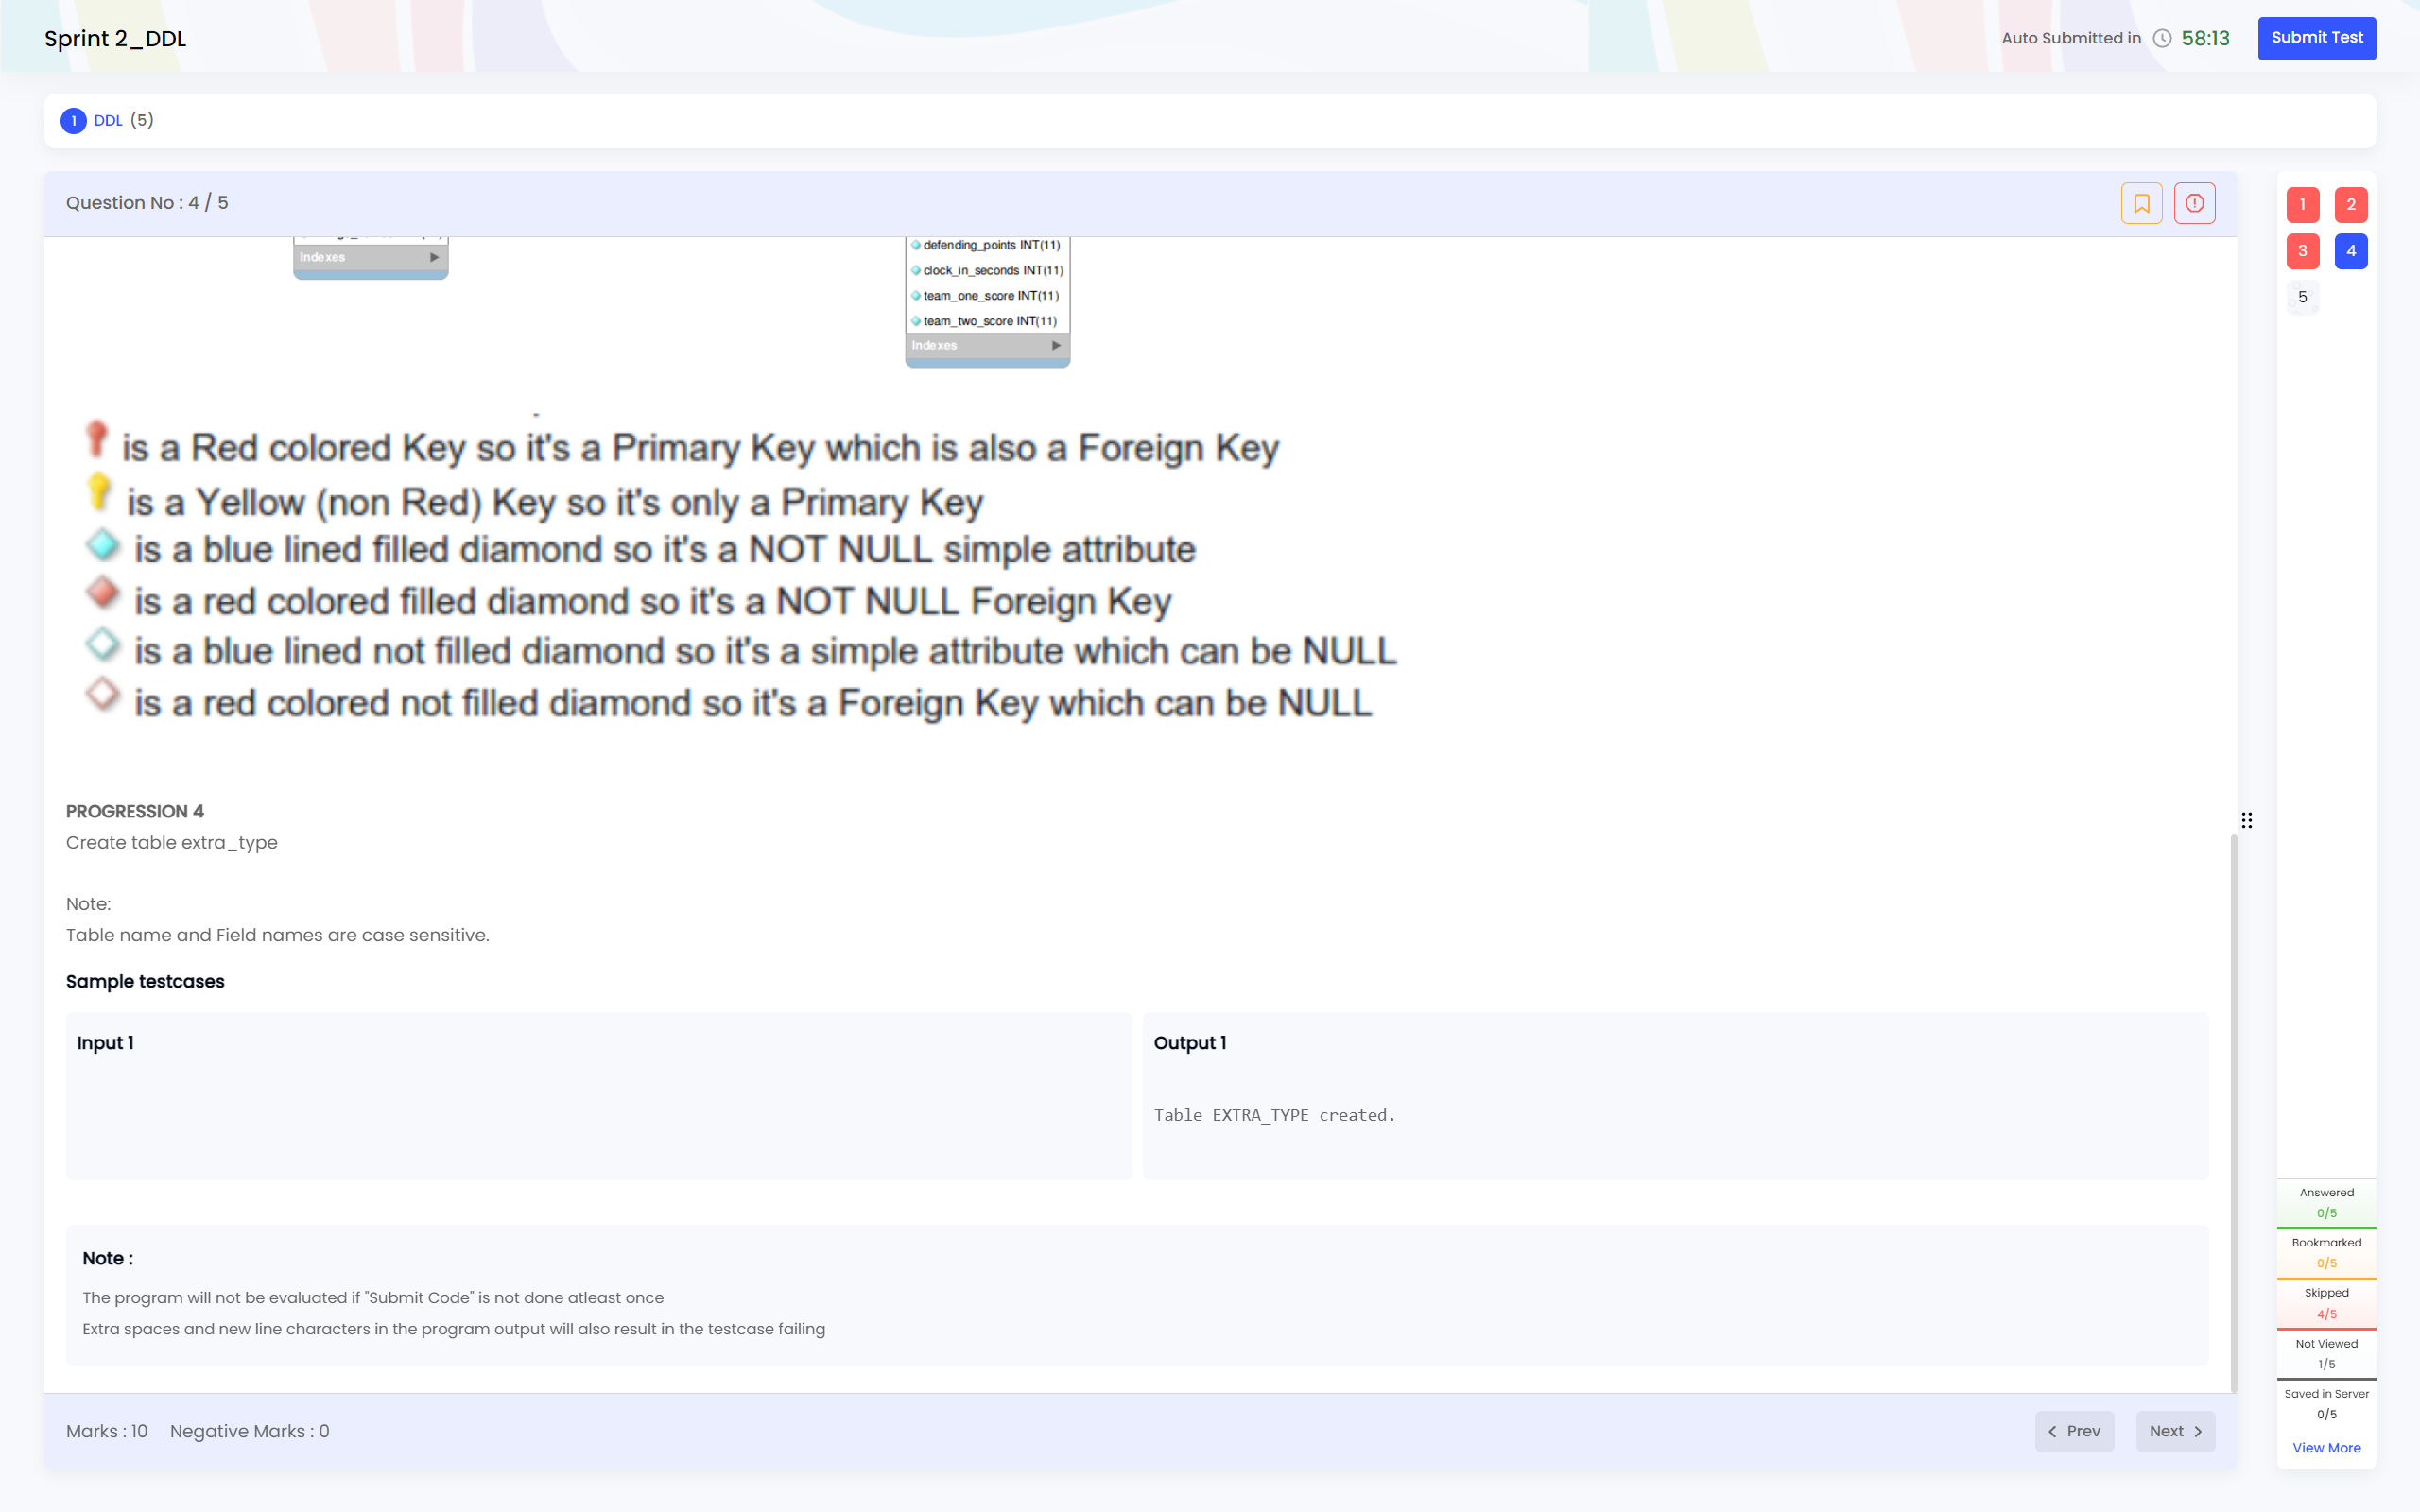 Sprint 2_DDL
Auto Submitted in 58:13
Submit Test
1 DDL (5)
Question No : 4 / 5
1 2
3 4
5
Indexes
defending_points INT(11)
clock_in_seconds INT(11)
team_one_score INT(11)
team_two_score INT(11)
Indexes
is a Red colored Key so it's a Primary Key which is also a Foreign Key
is a Yellow (non Red) Key so it's only a Primary Key
is a blue lined filled diamond so it's a NOT NULL simple attribute
is a red colored filled diamond so it's a NOT NULL Foreign Key
is a blue lined not filled diamond so it's a simple attribute which can be NULL
is a red colored not filled diamond so it's a Foreign Key which can be NULL
PROGRESSION 4
Create table extra_type
Note:
Table name and Field names are case sensitive.
Sample testcases
Input 1
Output 1
Table EXTRA_TYPE created.
Note :
The program will not be evaluated if "Submit Code" is not done atleast once
Extra spaces and new line characters in the program output will also result in the testcase failing
Marks : 10 Negative Marks : 0
Prev
Next
Answered
0/5
Bookmarked
0/5
Skipped
4/5
Not Viewed
1/5
Saved in Server
0/5
View More